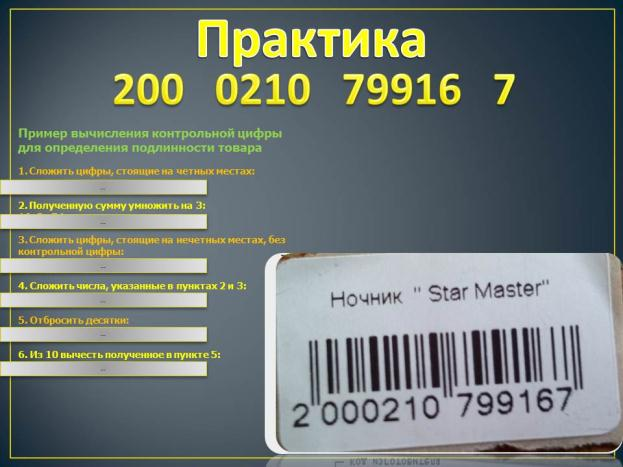 Практика
200 0210 79916 7
Пример вычисления контрольной цифры
для определения подлинности товара
1. Сложить цифры, стоящие на четных местах:
...
2. Полученную сумму умножить на 3:
...
3. Сложить цифры, стоящие на нечетных местах, без
контрольной цифры:
...
4. Сложить числа, указанные в пунктах 2 и 3:
...
5. Отбросить десятки:
...
6. Из 10 вычесть полученное в пункте 5:
...
Ночник " Star Master"
2 000210 799167